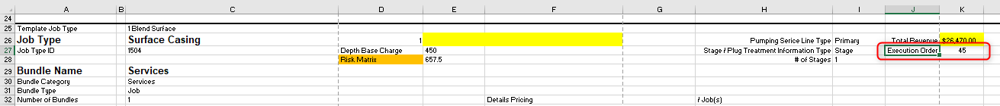 A B C D E F G H I J K
24
25 Template Job Type 1 Blend Surface
26 Job Type Surface Casing 1 Pumping Serice Line Type Primary Total Revenue $26,470.00
27 Job Type ID 1504 Depth Base Charge 450 Stage / Plug Treatment Information Type Stage Execution Order 45
28 Risk Matrix 657.5 # of Stages 1
29 Bundle Name Services
30 Bundle Category Services
31 Bundle Type Job
32 Number of Bundles 1 Details Pricing / Job(s)